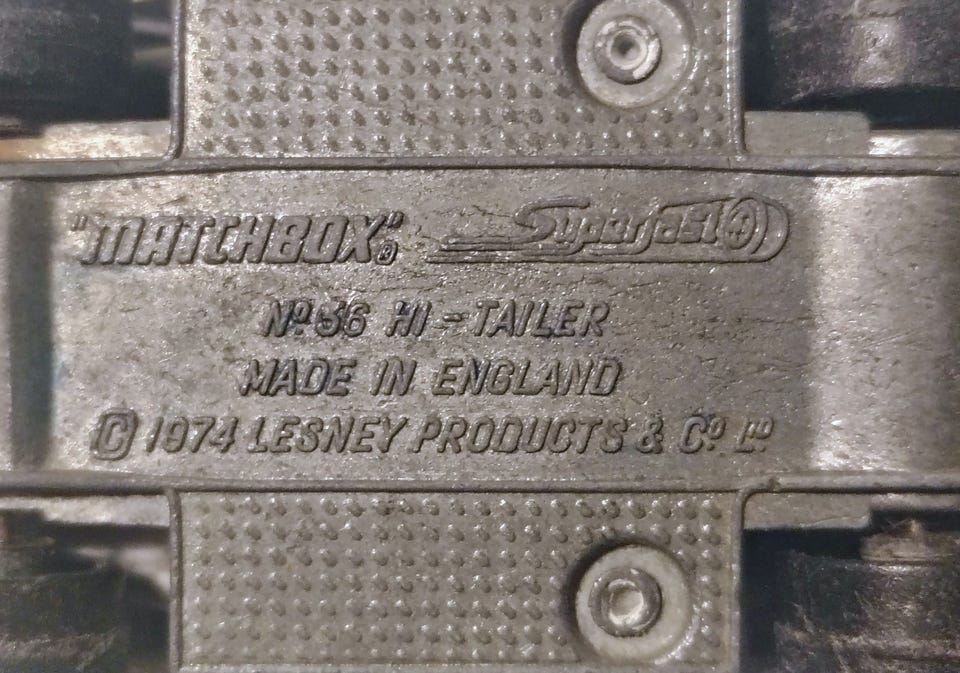 "MATCHBOX"® Superfast
Nº 56 HI-TAILER
MADE IN ENGLAND
© 1974 LESNEY PRODUCTS & Cº Lᵀᴰ